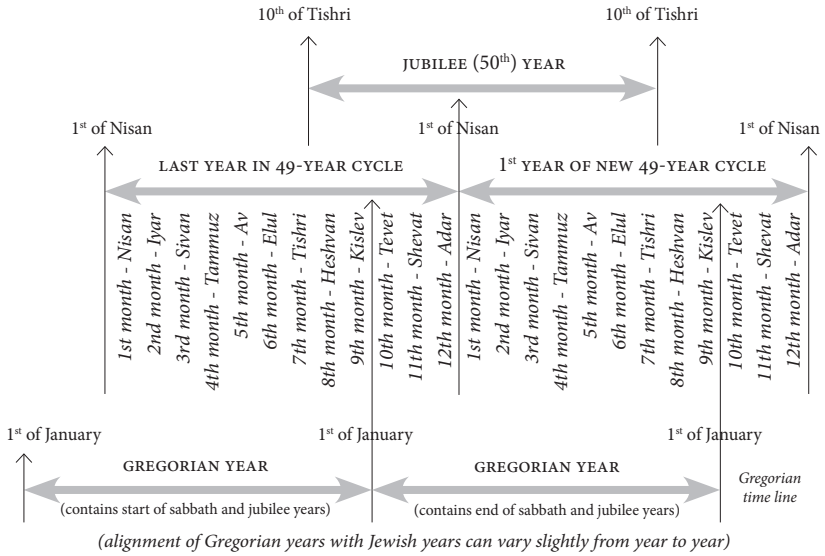 10th of Tishri
10th of Tishri
JUBILEE (50th) YEAR
1st of Nisan
1st of Nisan
1st of Nisan
LAST YEAR IN 49-YEAR CYCLE
1st YEAR OF NEW 49-YEAR CYCLE
1st month - Nisan
2nd month - Iyar
3rd month - Sivan
4th month - Tammuz
5th month - Av
6th month - Elul
7th month - Tishri
8th month - Heshvan
9th month - Kislev
10th month - Tevet
11th month - Shevat
12th month - Adar
1st month - Nisan
2nd month - Iyar
3rd month - Sivan
4th month - Tammuz
5th month - Av
6th month - Elul
7th month - Tishri
8th month - Heshvan
9th month - Kislev
10th month - Tevet
11th month - Shevat
12th month - Adar
1st of January
1st of January
1st of January
GREGORIAN YEAR
GREGORIAN YEAR
Gregorian
time line
(contains start of sabbath and jubilee years)
(contains end of sabbath and jubilee years)
(alignment of Gregorian years with Jewish years can vary slightly from year to year)